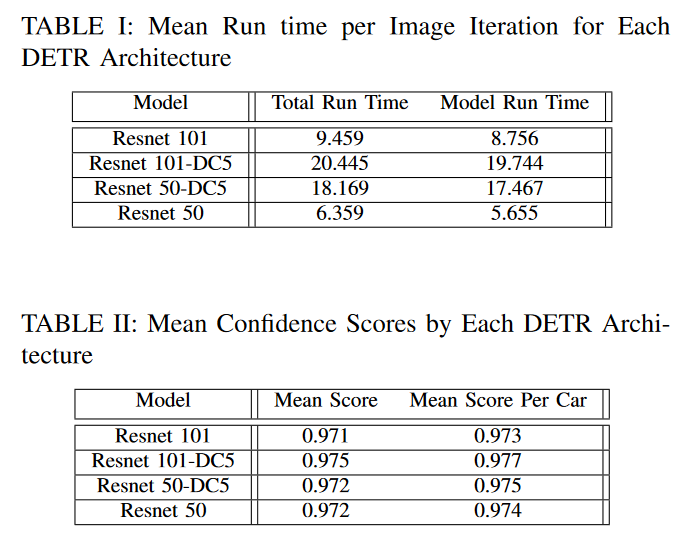 TABLE I: Mean Run time per Image Iteration for Each
DETR Architecture
Model Total Run Time Model Run Time
Resnet 101 9.459 8.756
Resnet 101-DC5 20.445 19.744
Resnet 50-DC5 18.169 17.467
Resnet 50 6.359 5.655
TABLE II: Mean Confidence Scores by Each DETR Archi-
tecture
Model Mean Score Mean Score Per Car
Resnet 101 0.971 0.973
Resnet 101-DC5 0.975 0.977
Resnet 50-DC5 0.972 0.975
Resnet 50 0.972 0.974